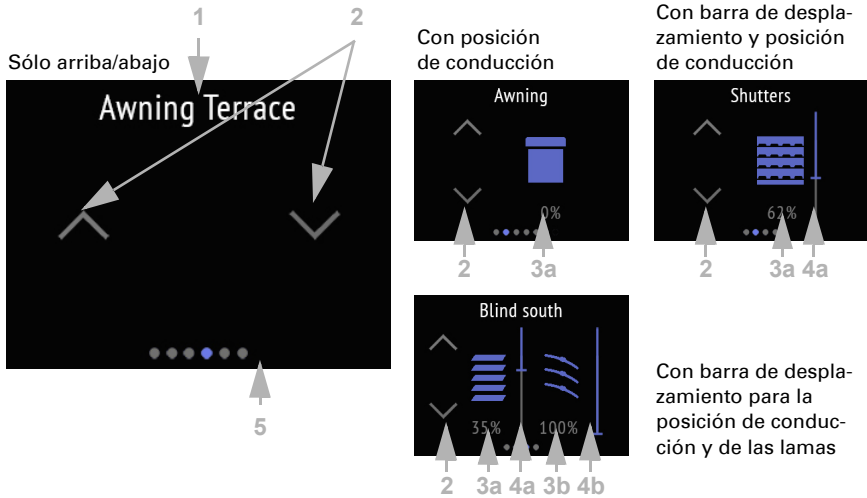 1
2
Sólo arriba/abajo
Awning Terrace
5
Con posición
de conducción
Awning
0%
2
3a
Con barra de despla-
zamiento y posición
de conducción
Shutters
62%
2
3a
4a
Blind south
35%
100%
2
3a
4a
3b
4b
Con barra de despla-
zamiento para la
posición de conduc-
ción y de las lamas